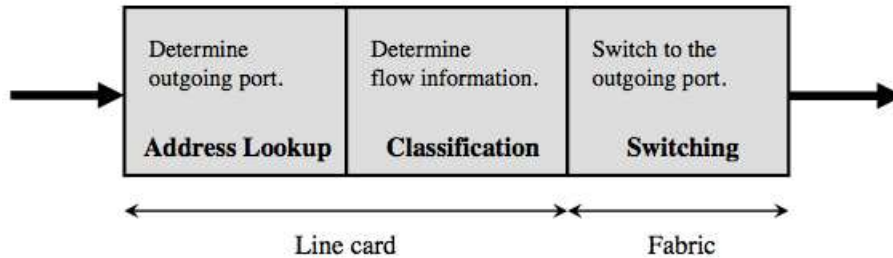 Determine
outgoing port.
Address Lookup
Determine
flow information.
Classification
Switch to the
outgoing port.
Switching
Line card
Fabric